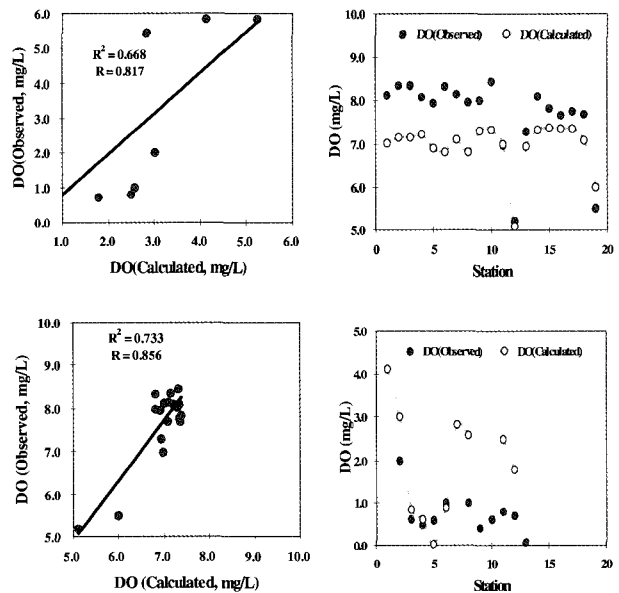 6.0
5.0
4.0
3.0
2.0
1.0
0.0
R² = 0.668
R = 0.817
1.0 2.0 3.0 4.0 5.0 6.0
DO(Calculated, mg/L)
DO(Observed, mg/L)
10.0
9.0
8.0
7.0
6.0
5.0
DO(Observed) DO(Calculated)
0 5 10 15 20
Station
DO (mg/L)
10.0
9.0
8.0
7.0
6.0
5.0
R² = 0.733
R = 0.856
5.0 6.0 7.0 8.0 9.0 10.0
DO (Calculated, mg/L)
DO (Observed, mg/L)
5.0
4.0
3.0
2.0
1.0
0.0
DO(Observed) DO(Calculated)
0 5 10 15 20
Station
DO (mg/L)